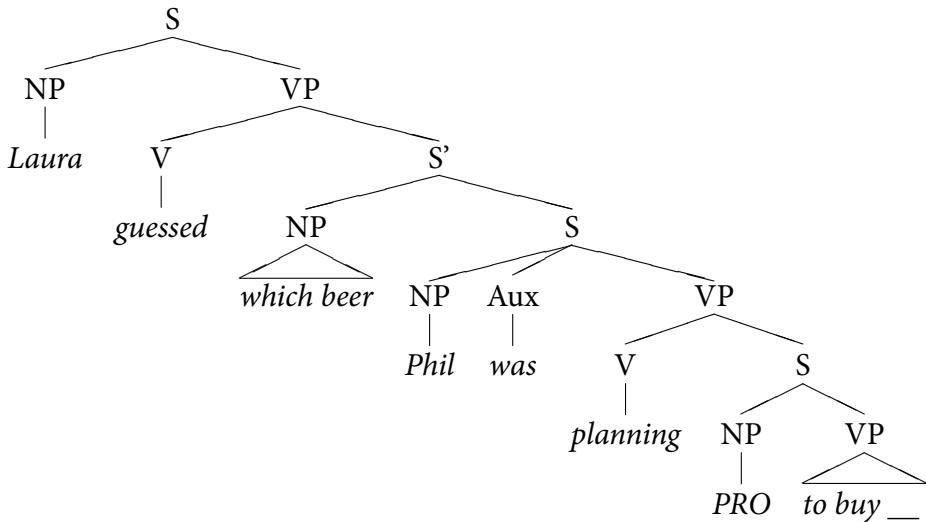 S
NP VP
Laura V S’
guessed NP S
which beer NP Aux VP
Phil was V S
planning NP VP
PRO to buy __